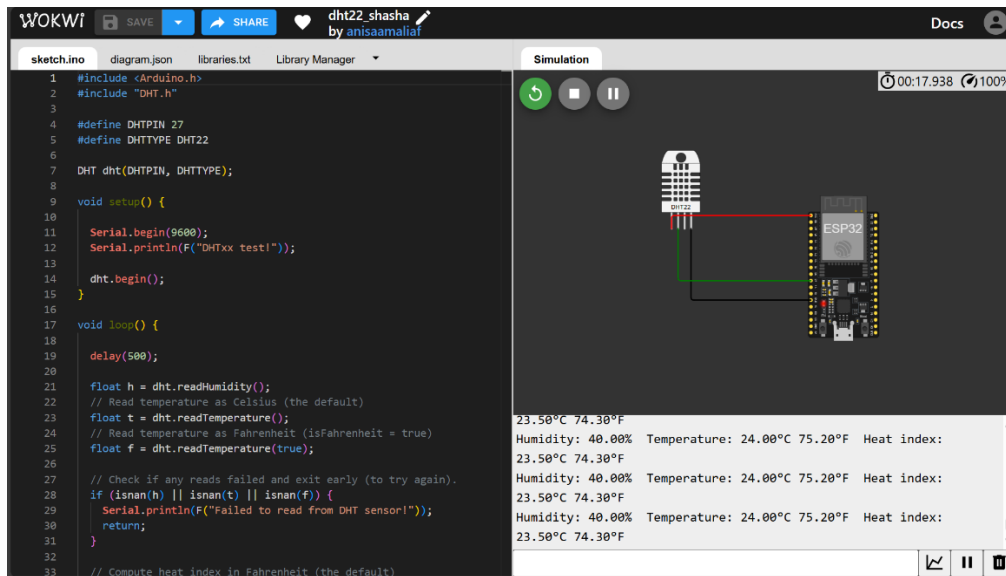 WOKWi SAVE SHARE dht22_shasha
by anisaamaliaf
Docs
sketch.ino diagram.json libraries.txt Library Manager
1 #include <Arduino.h>
2 #include "DHT.h"
3
4 #define DHTPIN 27
5 #define DHTTYPE DHT22
6
7 DHT dht(DHTPIN, DHTTYPE);
8
9 void setup() {
10
11 Serial.begin(9600);
12 Serial.println(F("DHTxx test!"));
13
14 dht.begin();
15 }
16
17 void loop() {
18
19 delay(500);
20
21 float h = dht.readHumidity();
22 // Read temperature as Celsius (the default)
23 float t = dht.readTemperature();
24 // Read temperature as Fahrenheit (isFahrenheit = true)
25 float f = dht.readTemperature(true);
26
27 // Check if any reads failed and exit early (to try again).
28 if (isnan(h) || isnan(t) || isnan(f)) {
29 Serial.println(F("Failed to read from DHT sensor!"));
30 return;
31 }
32
33 // Compute heat index in Fahrenheit (the default)
Simulation
00:17.938 100%
DHT22
ESP32
23.50°C 74.30°F
Humidity: 40.00% Temperature: 24.00°C 75.20°F Heat index:
23.50°C 74.30°F
Humidity: 40.00% Temperature: 24.00°C 75.20°F Heat index:
23.50°C 74.30°F
Humidity: 40.00% Temperature: 24.00°C 75.20°F Heat index:
23.50°C 74.30°F